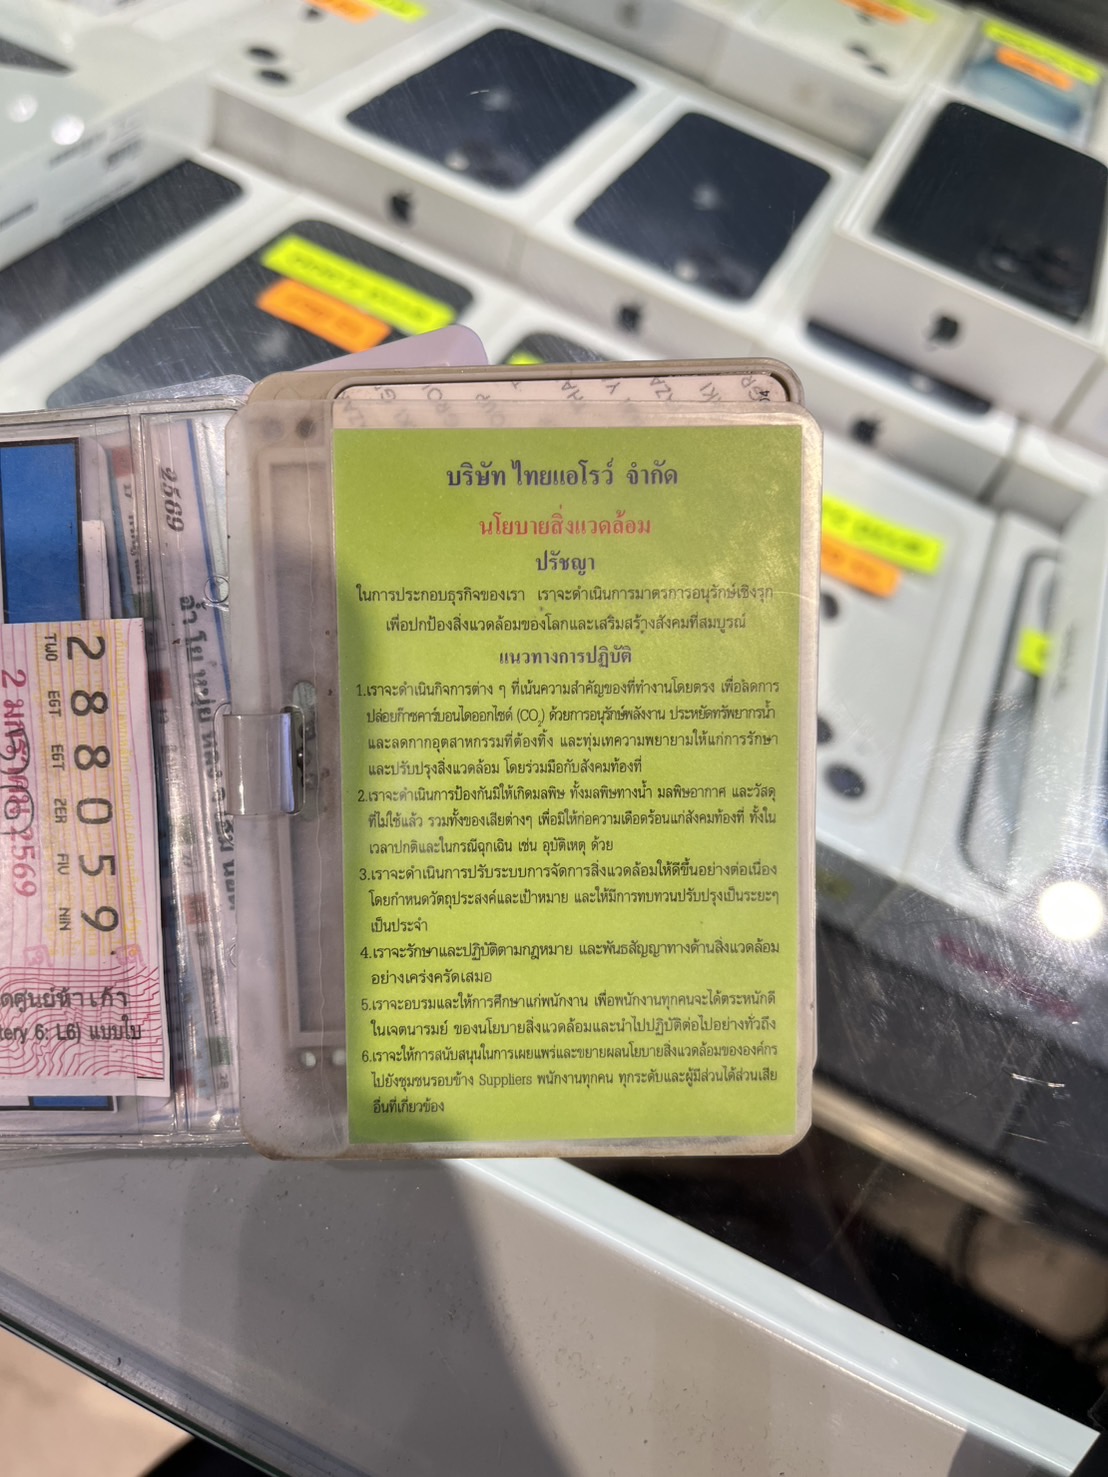 บริษัท ไทยแอโรว์ จำกัด
นโยบายสิ่งแวดล้อม
ปรัชญา
ในการประกอบธุรกิจของเรา เราจะดำเนินการมาตรการอนุรักษ์เชิงรุก
เพื่อปกป้องสิ่งแวดล้อมของโลกและเสริมสร้างสังคมที่สมบูรณ์
แนวทางการปฏิบัติ
1.เราจะดำเนินกิจการต่าง ๆ ที่เน้นความสำคัญของที่ทำงานโดยตรง เพื่อลดการ
ปล่อยก๊าซคาร์บอนไดออกไซด์ (CO₂) ด้วยการอนุรักษ์พลังงาน ประหยัดทรัพยากรน้ำ
และลดกากอุตสาหกรรมที่ต้องทิ้ง และทุ่มเทความพยายามให้แก่การรักษา
และปรับปรุงสิ่งแวดล้อม โดยร่วมมือกับสังคมท้องที่
2.เราจะดำเนินการป้องกันมิให้เกิดมลพิษ ทั้งมลพิษทางน้ำ มลพิษอากาศ และวัสดุ
ที่ไม่ใช้แล้ว รวมทั้งของเสียต่างๆ เพื่อมิให้ก่อความเดือดร้อนแก่สังคมท้องที่ ทั้งใน
เวลาปกติและในกรณีฉุกเฉิน เช่น อุบัติเหตุ ด้วย
3.เราจะดำเนินการปรับระบบการจัดการสิ่งแวดล้อมให้ดีขึ้นอย่างต่อเนื่อง
โดยกำหนดวัตถุประสงค์และเป้าหมาย และให้มีการทบทวนปรับปรุงเป็นระยะๆ
เป็นประจำ
4.เราจะรักษาและปฏิบัติตามกฎหมาย และพันธสัญญาทางด้านสิ่งแวดล้อม
อย่างเคร่งครัดเสมอ
5.เราจะอบรมและให้การศึกษาแก่พนักงาน เพื่อพนักงานทุกคนจะได้ตระหนักดี
ในเจตนารมย์ ของนโยบายสิ่งแวดล้อมและนำไปปฏิบัติต่อไปอย่างทั่วถึง
6.เราจะให้การสนับสนุนในการเผยแพร่และขยายผลนโยบายสิ่งแวดล้อมขององค์กร
ไปยังชุมชนรอบข้าง Suppliers พนักงานทุกคน ทุกระดับและผู้มีส่วนได้ส่วนเสีย
อื่นที่เกี่ยวข้อง
2569
288059
TWO EGT EGT ZER FIV NIN
2 มกราคม 2569